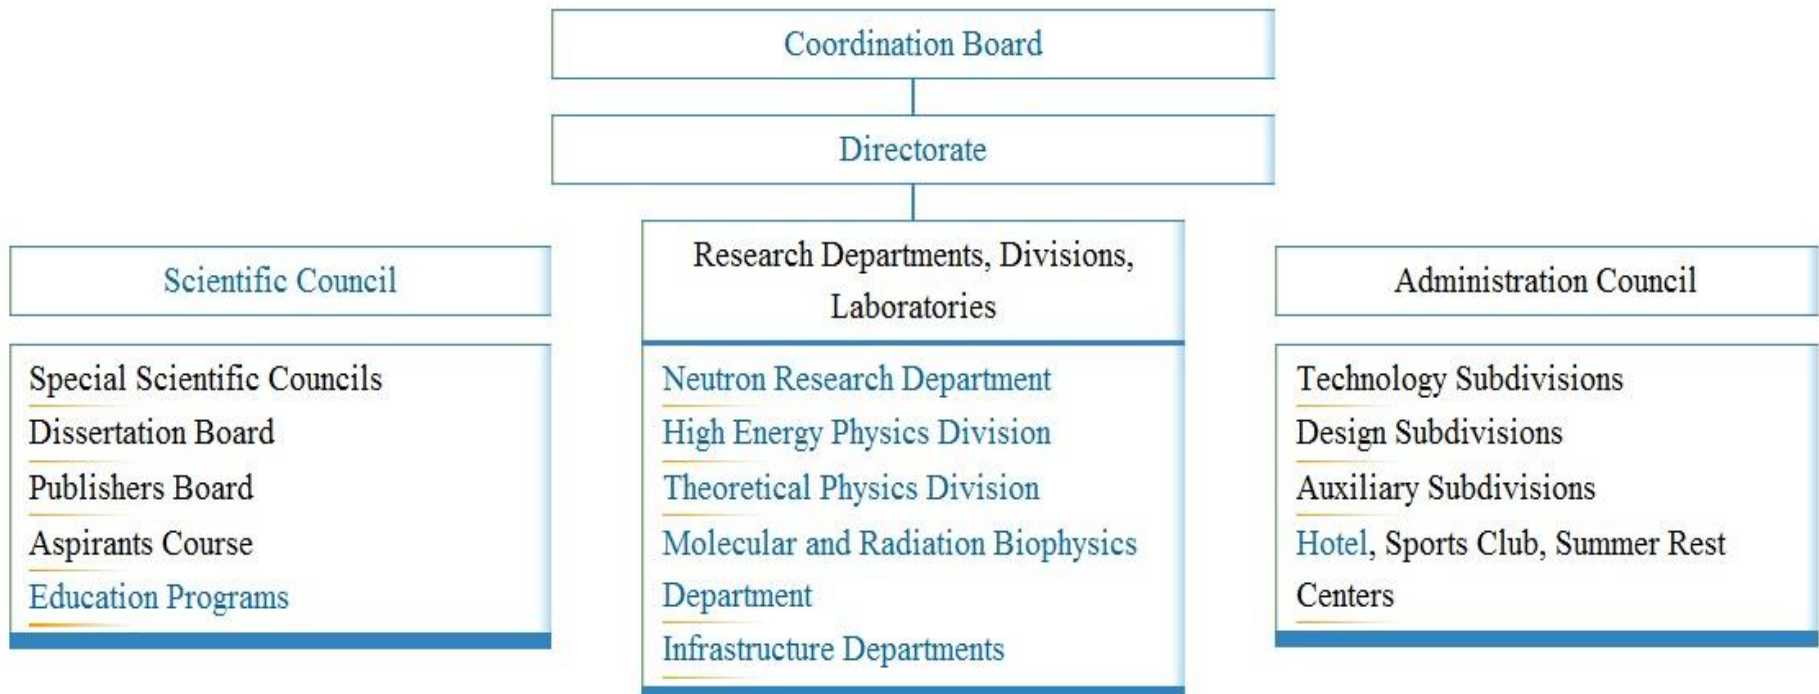 Coordination Board
Directorate
Scientific Council
Special Scientific Councils
Dissertation Board
Publishers Board
Aspirants Course
Education Programs
Research Departments, Divisions,
Laboratories
Neutron Research Department
High Energy Physics Division
Theoretical Physics Division
Molecular and Radiation Biophysics
Department
Infrastructure Departments
Administration Council
Technology Subdivisions
Design Subdivisions
Auxiliary Subdivisions
Hotel, Sports Club, Summer Rest
Centers